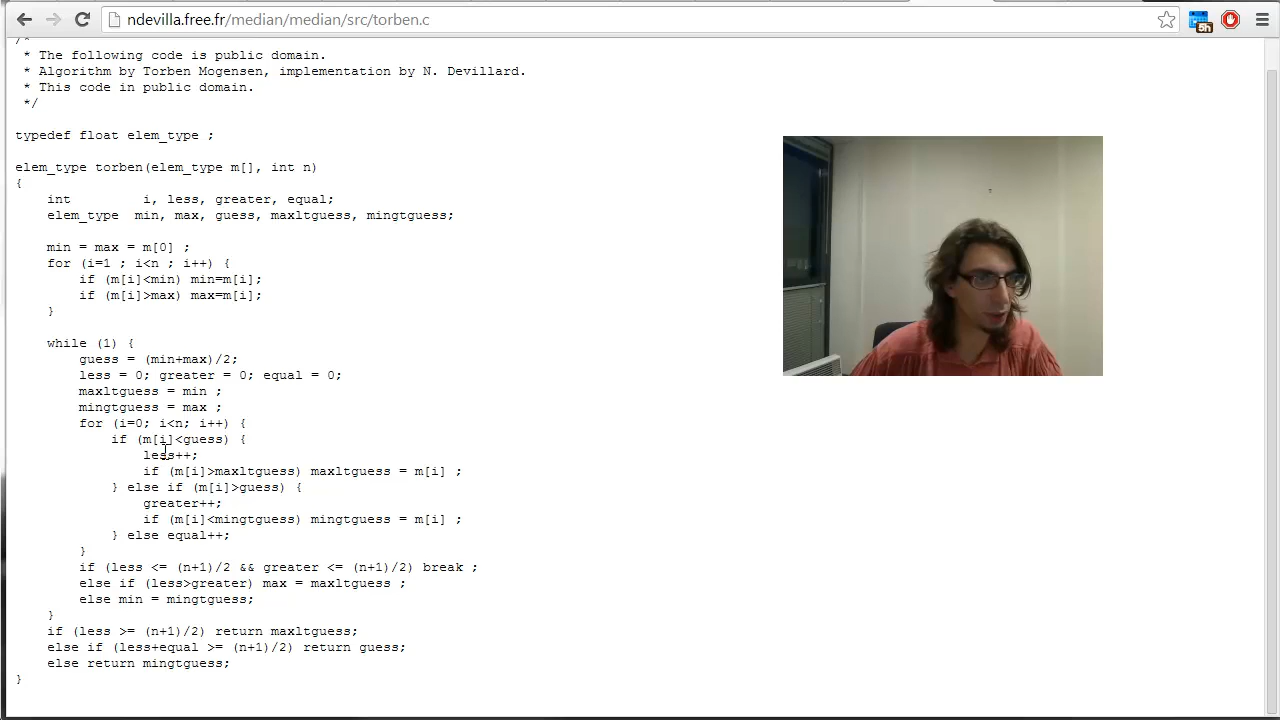 ndevilla.free.fr/median/median/src/torben.c
5h
/*
* The following code is public domain.
* Algorithm by Torben Mogensen, implementation by N. Devillard.
* This code in public domain.
*/
typedef float elem_type ;
elem_type torben(elem_type m[], int n)
{
int i, less, greater, equal;
elem_type min, max, guess, maxltguess, mingtguess;
min = max = m[0] ;
for (i=1 ; i<n ; i++) {
if (m[i]<min) min=m[i];
if (m[i]>max) max=m[i];
}
while (1) {
guess = (min+max)/2;
less = 0; greater = 0; equal = 0;
maxltguess = min ;
mingtguess = max ;
for (i=0; i<n; i++) {
if (m[i]<guess) {
less++;
if (m[i]>maxltguess) maxltguess = m[i] ;
} else if (m[i]>guess) {
greater++;
if (m[i]<mingtguess) mingtguess = m[i] ;
} else equal++;
}
if (less <= (n+1)/2 && greater <= (n+1)/2) break ;
else if (less>greater) max = maxltguess ;
else min = mingtguess;
}
if (less >= (n+1)/2) return maxltguess;
else if (less+equal >= (n+1)/2) return guess;
else return mingtguess;
}